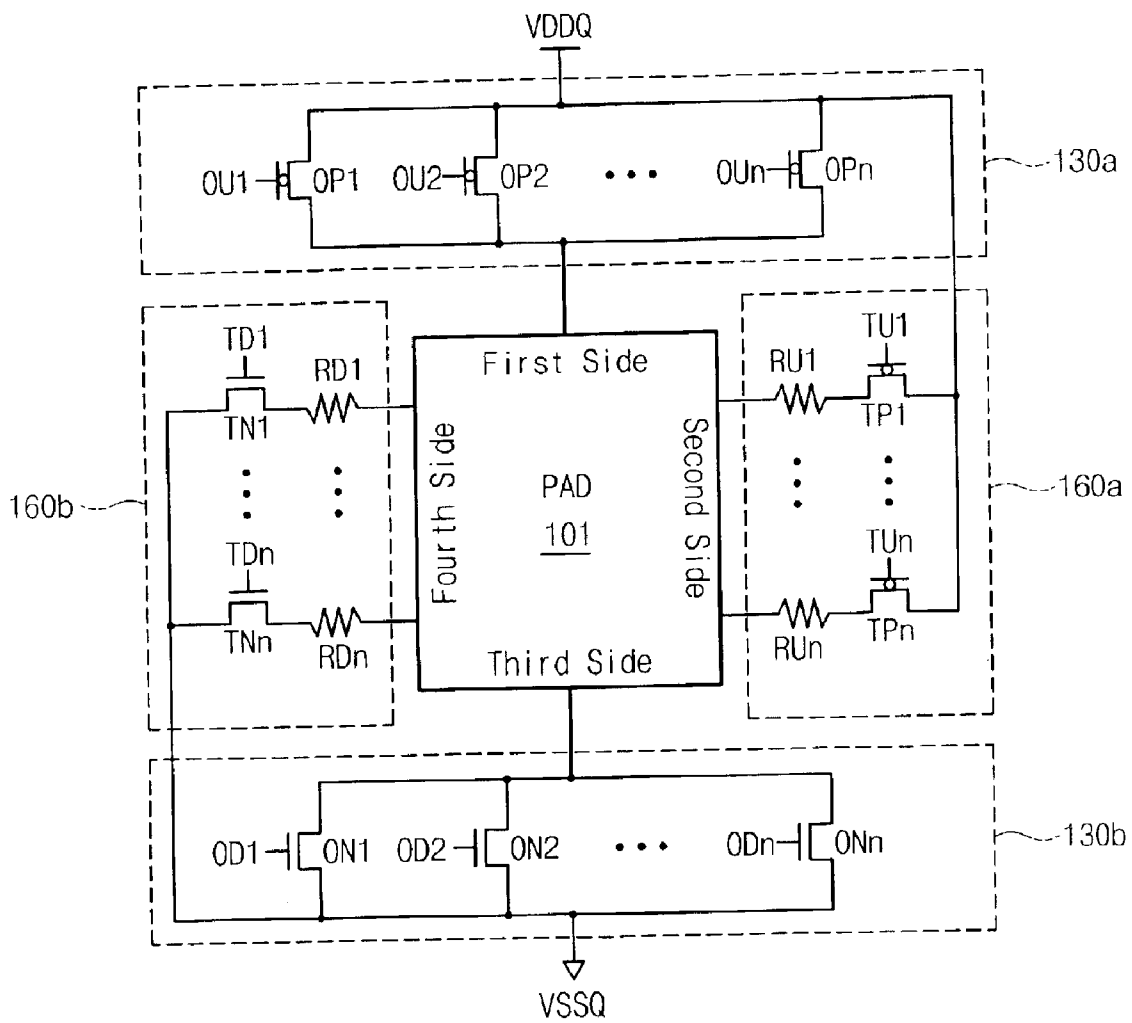 VDDQ
OU1 OP1 OU2 OP2 OUn OPn
130a
TD1 RD1
TN1
First Side
RU1 TU1
TP1
160b
Fourth Side
PAD
101
Second Side
160a
TDn
TNn RDn
TUn
RUn TPn
Third Side
OD1 ON1 OD2 ON2 ODn ONn
130b
VSSQ